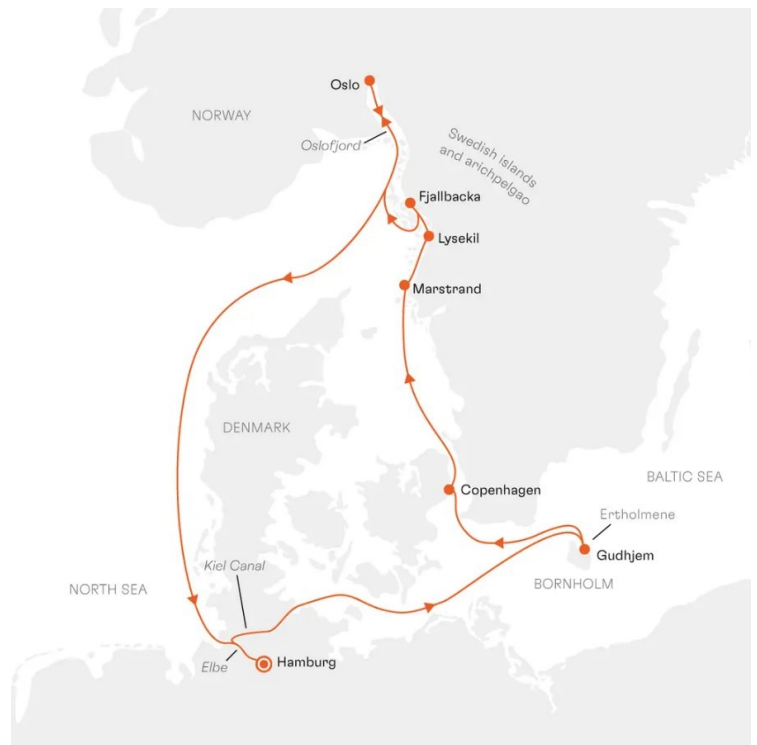 Oslo
NORWAY
Oslofjord
Swedish islands
and arichpelgao
Fjallbacka
Lysekil
Marstrand
DENMARK
BALTIC SEA
Copenhagen
Ertholmene
Gudhjem
Kiel Canal
BORNHOLM
NORTH SEA
Elbe
Hamburg